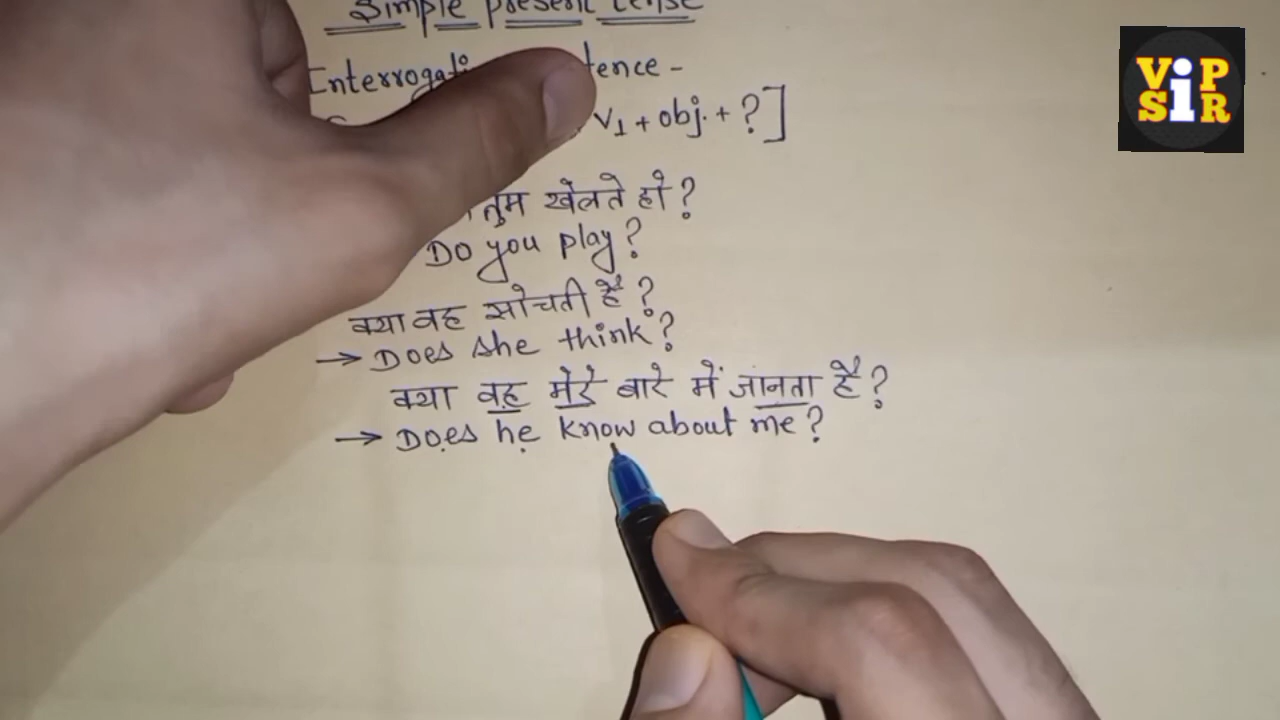 Simple present tense
tence -
V1 + obj. + ?]
तुम खेलते हो?
Do you play?
क्या वह सोचती है?
→ Does she think?
क्या वह मेरे बारे में जानता है?
→ Does he know about me?
ViP
SiR